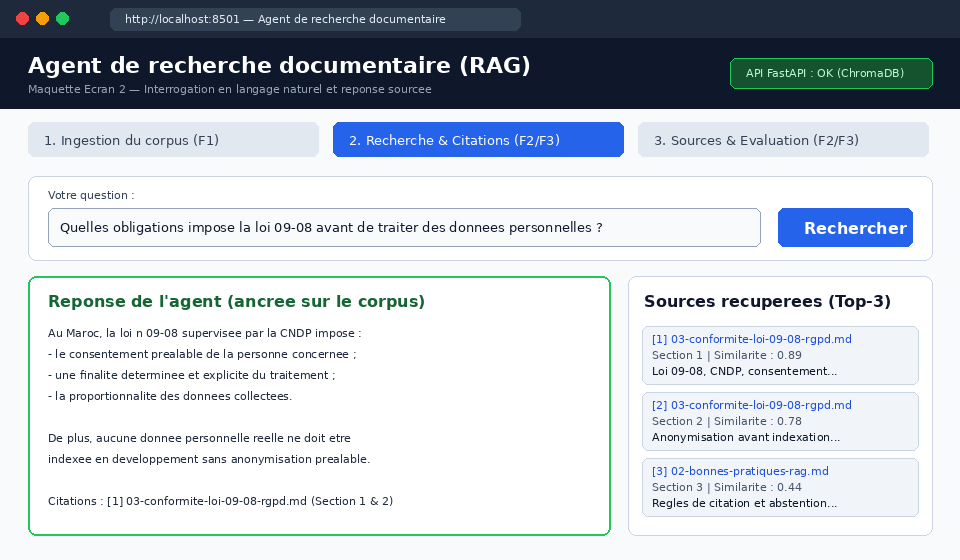 http://localhost:8501 — Agent de recherche documentaire
Agent de recherche documentaire (RAG)
Maquette Ecran 2 — Interrogation en langage naturel et reponse sourcee
API FastAPI : OK (ChromaDB)
1. Ingestion du corpus (F1)
2. Recherche & Citations (F2/F3)
3. Sources & Evaluation (F2/F3)
Votre question :
Quelles obligations impose la loi 09-08 avant de traiter des donnees personnelles ?
Rechercher
Reponse de l'agent (ancree sur le corpus)
Au Maroc, la loi n 09-08 supervisee par la CNDP impose :
- le consentement prealable de la personne concernee ;
- une finalite determinee et explicite du traitement ;
- la proportionnalite des donnees collectees.
De plus, aucune donnee personnelle reelle ne doit etre
indexee en developpement sans anonymisation prealable.
Citations : [1] 03-conformite-loi-09-08-rgpd.md (Section 1 & 2)
Sources recuperees (Top-3)
[1] 03-conformite-loi-09-08-rgpd.md
Section 1 | Similarite : 0.89
Loi 09-08, CNDP, consentement...
[2] 03-conformite-loi-09-08-rgpd.md
Section 2 | Similarite : 0.78
Anonymisation avant indexation...
[3] 02-bonnes-pratiques-rag.md
Section 3 | Similarite : 0.44
Regles de citation et abstention...